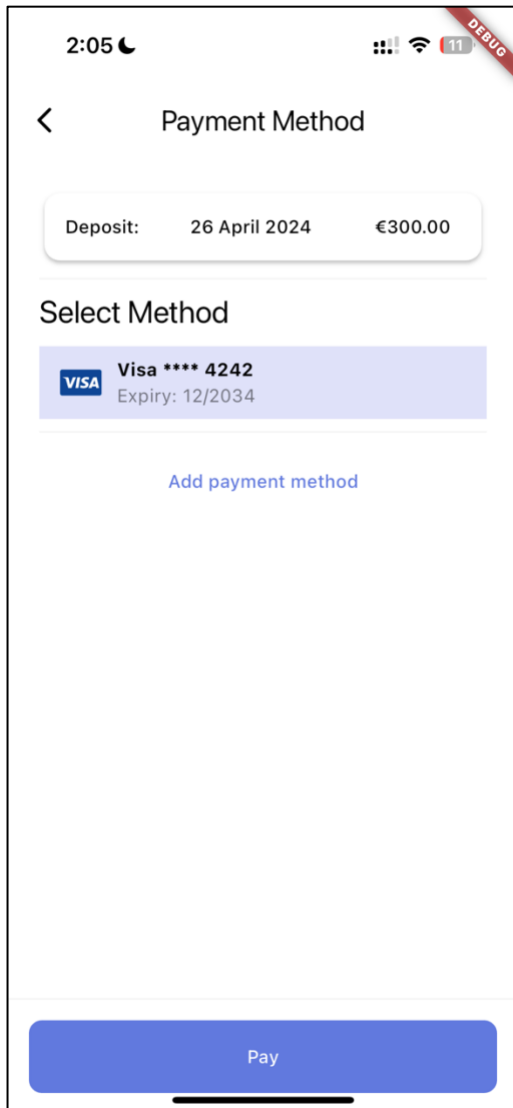 2:05
11
DEBUG
Payment Method
Deposit: 26 April 2024 €300.00
Select Method
VISA
Visa **** 4242
Expiry: 12/2034
Add payment method
Pay